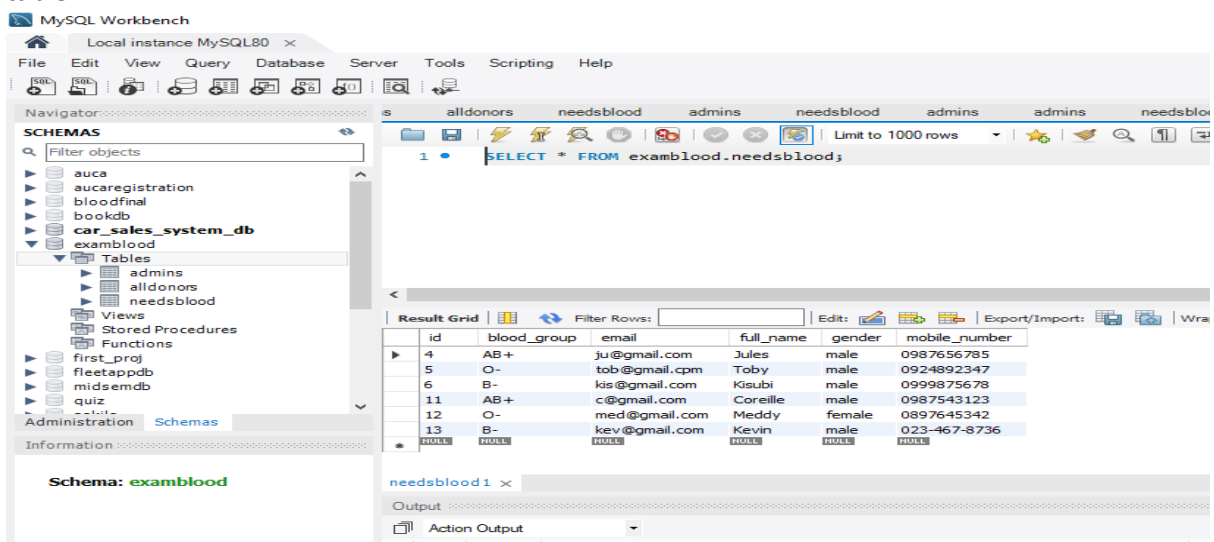 MySQL Workbench
Local instance MySQL80 ×
File Edit View Query Database Server Tools Scripting Help
Navigator
SCHEMAS
Filter objects
auca
aucaregistration
bloodfinal
bookdb
car_sales_system_db
examblood
Tables
admins
alldonors
needsblood
Views
Stored Procedures
Functions
first_proj
fleetappdb
midsemdb
quiz
Administration Schemas
Information
Schema: examblood
alldonors needsblood admins needsblood admins admins needsblo
Limit to 1000 rows
1 SELECT * FROM examblood.needsblood;
Result Grid Filter Rows: Edit: Export/Import: Wrap
id blood_group email full_name gender mobile_number
4 AB+ ju@gmail.com Jules male 0987656785
5 O- tob@gmail.cpm Toby male 0924892347
6 B- kis@gmail.com Kisubi male 0999875678
11 AB+ c@gmail.com Coreille male 0987543123
12 O- med@gmail.com Meddy female 0897645342
13 B- kev@gmail.com Kevin male 023-467-8736
NULL NULL NULL NULL NULL NULL
needsblood1 ×
Output
Action Output